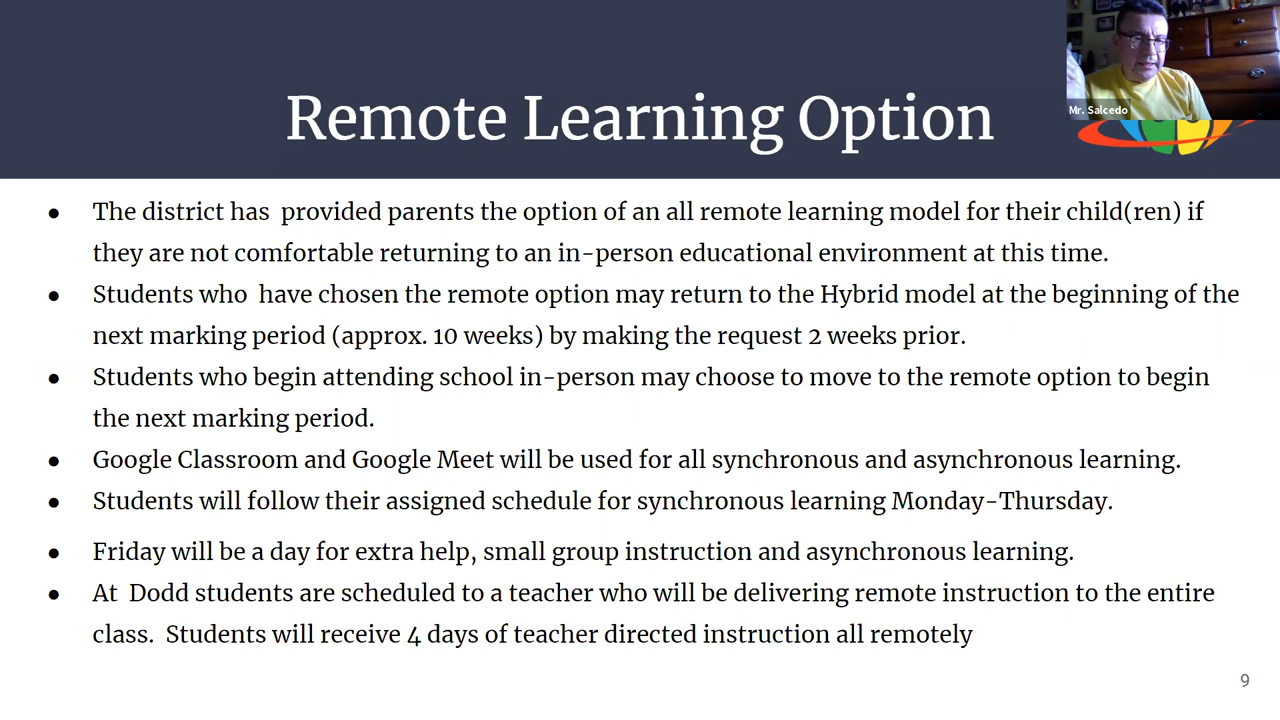 Mr. Salcedo
Remote Learning Option
● The district has provided parents the option of an all remote learning model for their child(ren) if
they are not comfortable returning to an in-person educational environment at this time.
● Students who have chosen the remote option may return to the Hybrid model at the beginning of the
next marking period (approx. 10 weeks) by making the request 2 weeks prior.
● Students who begin attending school in-person may choose to move to the remote option to begin
the next marking period.
● Google Classroom and Google Meet will be used for all synchronous and asynchronous learning.
● Students will follow their assigned schedule for synchronous learning Monday-Thursday.
● Friday will be a day for extra help, small group instruction and asynchronous learning.
● At Dodd students are scheduled to a teacher who will be delivering remote instruction to the entire
class. Students will receive 4 days of teacher directed instruction all remotely
9